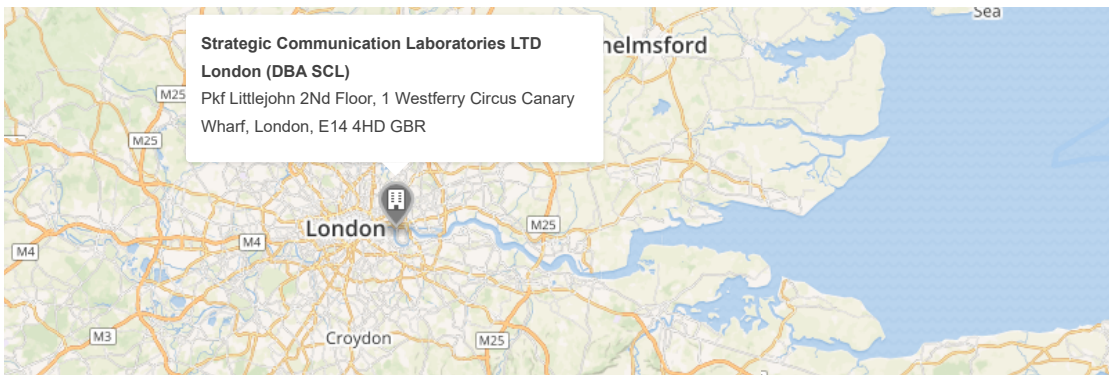 Sea
Strategic Communication Laboratories LTD
London (DBA SCL)
Pkf Littlejohn 2Nd Floor, 1 Westferry Circus Canary
Wharf, London, E14 4HD GBR
helmsford
M25
M25
London
M25
M4
M4
M3
Croydon
M25